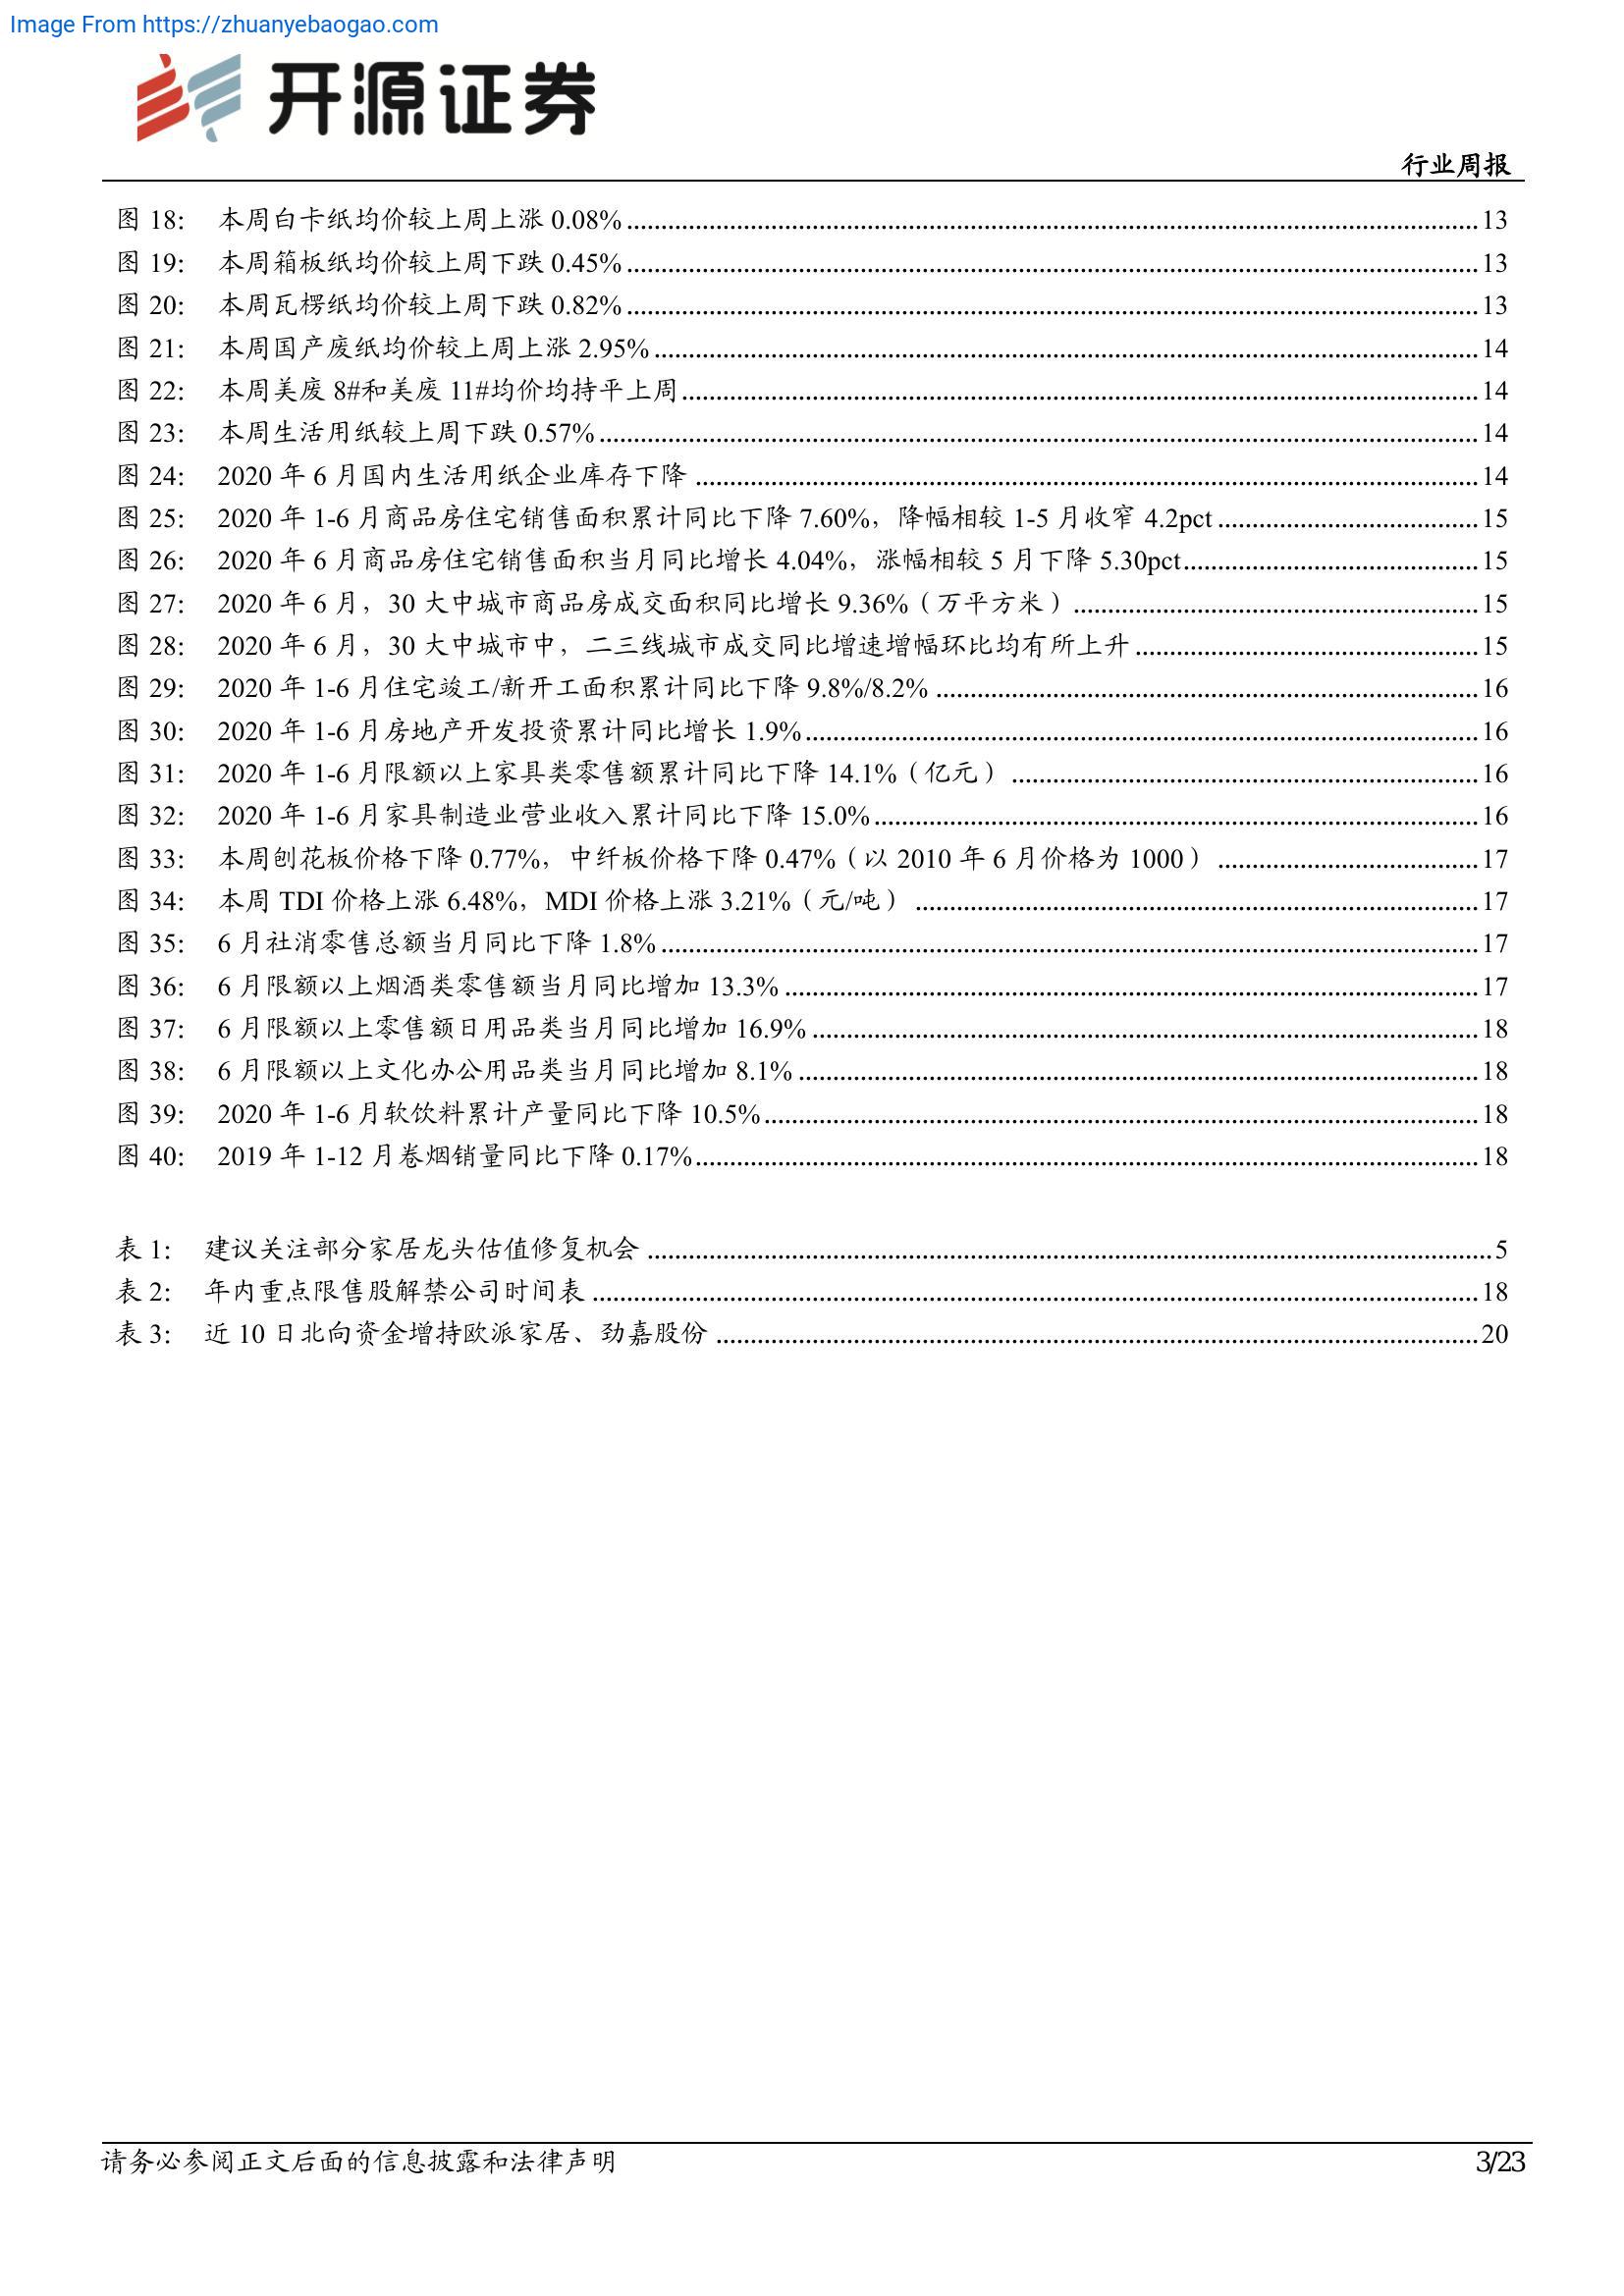 Image From https://zhuanyebaogao.com
开源证券
行业周报
图 18： 本周白卡纸均价较上周上涨 0.08% 13
图 19： 本周箱板纸均价较上周下跌 0.45% 13
图 20： 本周瓦楞纸均价较上周下跌 0.82% 13
图 21： 本周国产废纸均价较上周上涨 2.95% 14
图 22： 本周美废 8#和美废 11#均价均持平上周 14
图 23： 本周生活用纸较上周下跌 0.57% 14
图 24： 2020 年 6 月国内生活用纸企业库存下降 14
图 25： 2020 年 1-6 月商品房住宅销售面积累计同比下降 7.60%，降幅相较 1-5 月收窄 4.2pct 15
图 26： 2020 年 6 月商品房住宅销售面积当月同比增长 4.04%，涨幅相较 5 月下降 5.30pct 15
图 27： 2020 年 6 月，30 大中城市商品房成交面积同比增长 9.36%（万平方米） 15
图 28： 2020 年 6 月，30 大中城市中，二三线城市成交同比增速增幅环比均有所上升 15
图 29： 2020 年 1-6 月住宅竣工/新开工面积累计同比下降 9.8%/8.2% 16
图 30： 2020 年 1-6 月房地产开发投资累计同比增长 1.9% 16
图 31： 2020 年 1-6 月限额以上家具类零售额累计同比下降 14.1%（亿元） 16
图 32： 2020 年 1-6 月家具制造业营业收入累计同比下降 15.0% 16
图 33： 本周刨花板价格下降 0.77%，中纤板价格下降 0.47%（以 2010 年 6 月价格为 1000） 17
图 34： 本周 TDI 价格上涨 6.48%，MDI 价格上涨 3.21%（元/吨） 17
图 35： 6 月社消零售总额当月同比下降 1.8% 17
图 36： 6 月限额以上烟酒类零售额当月同比增加 13.3% 17
图 37： 6 月限额以上零售额日用品类当月同比增加 16.9% 18
图 38： 6 月限额以上文化办公用品类当月同比增加 8.1% 18
图 39： 2020 年 1-6 月软饮料累计产量同比下降 10.5% 18
图 40： 2019 年 1-12 月卷烟销量同比下降 0.17% 18
表 1： 建议关注部分家居龙头估值修复机会 5
表 2： 年内重点限售股解禁公司时间表 18
表 3： 近 10 日北向资金增持欧派家居、劲嘉股份 20
请务必参阅正文后面的信息披露和法律声明 3/23